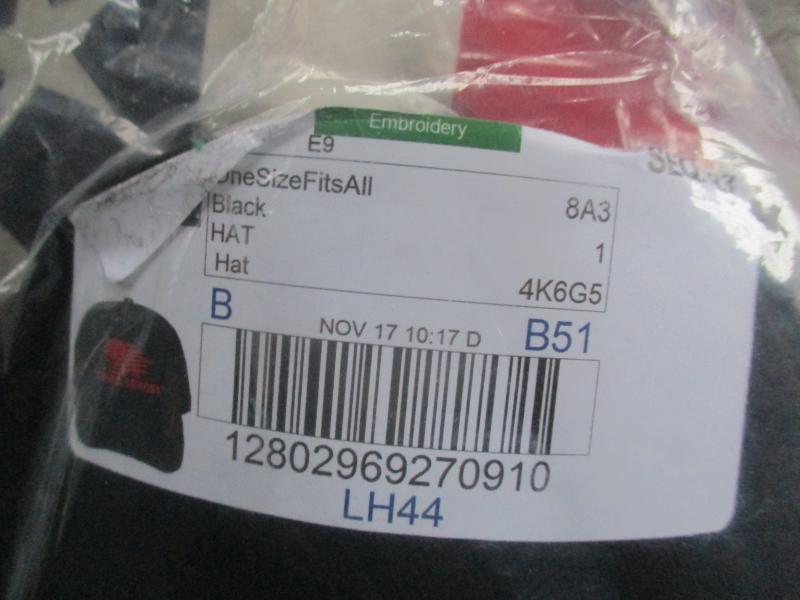 Embroidery
E9
OneSizeFitsAll
8A3
Black
1
HAT
Hat
4K6G5
B
NOV 17 10:17 D
B51
12802969270910
LH44